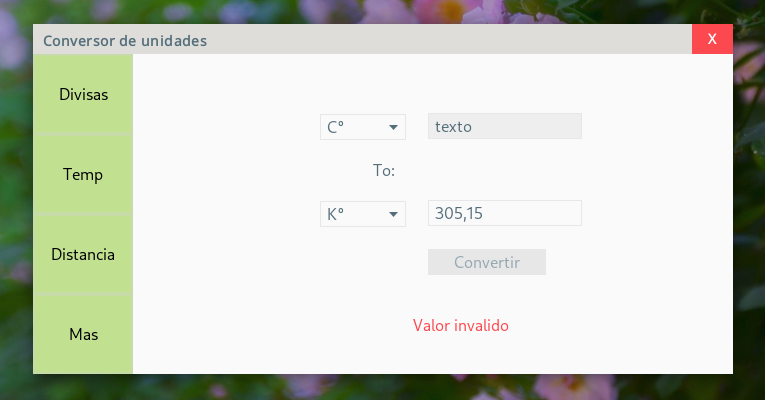 Conversor de unidades
X
Divisas
Temp
Distancia
Mas
C°
texto
To:
K°
305,15
Convertir
Valor invalido